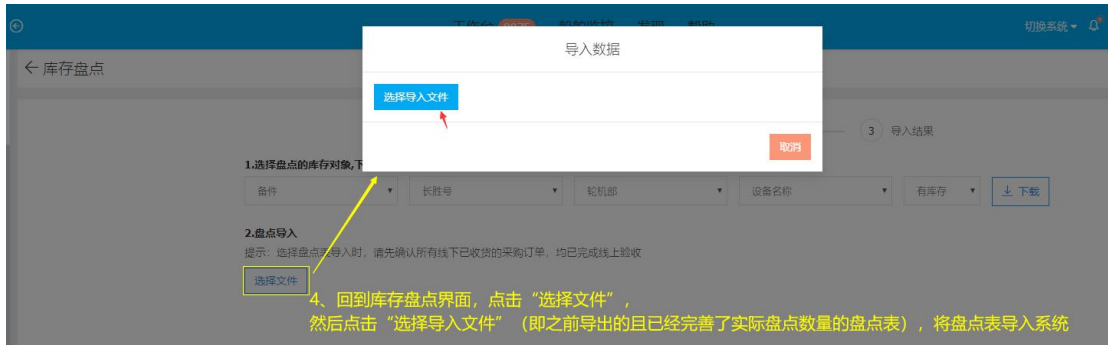 导入数据
切换系统
← 库存盘点
选择导入文件
3 导入结果
取消
1.选择盘点的库存对象,下
备件 长胜号 轮机部 设备名称 有库存 下载
2.盘点导入
提示：选择盘点表导入时，请先确认所有线下已收货的采购订单，均已完成线上验收
选择文件
4、回到库存盘点界面，点击“选择文件”，
然后点击“选择导入文件”（即之前导出的且已经完善了实际盘点数量的盘点表），将盘点表导入系统